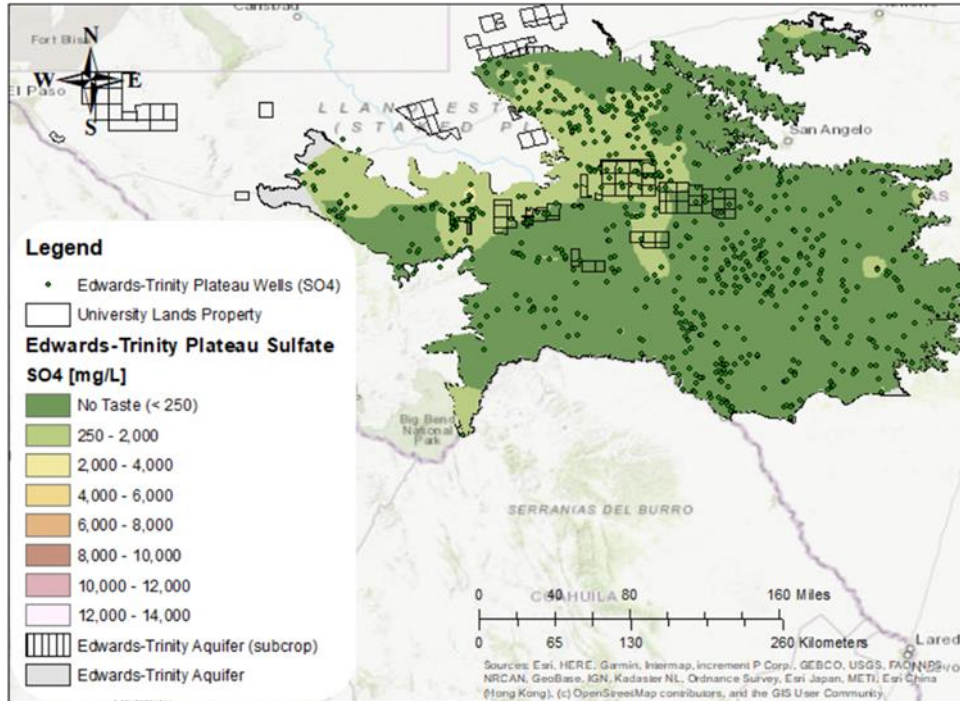 Carlsbad
Fort Bliss
N
W E
S
El Paso
LLANO EST
(STAKED PL
San Angelo
AS
Legend
Edwards-Trinity Plateau Wells (SO4)
University Lands Property
Edwards-Trinity Plateau Sulfate
SO4 [mg/L]
No Taste (< 250)
250 - 2,000
2,000 - 4,000
4,000 - 6,000
6,000 - 8,000
8,000 - 10,000
10,000 - 12,000
12,000 - 14,000
Edwards-Trinity Aquifer (subcrop)
Edwards-Trinity Aquifer
Big Bend
National
Park
SERRANIAS DEL BURRO
COAHUILA
0 40 80 160 Miles
0 65 130 260 Kilometers
Lared
Sources: Esri, HERE, Garmin, Intermap, increment P Corp., GEBCO, USGS, FAO, NPS,
NRCAN, GeoBase, IGN, Kadaster NL, Ordnance Survey, Esri Japan, METI, Esri China
(Hong Kong), (c) OpenStreetMap contributors, and the GIS User Community